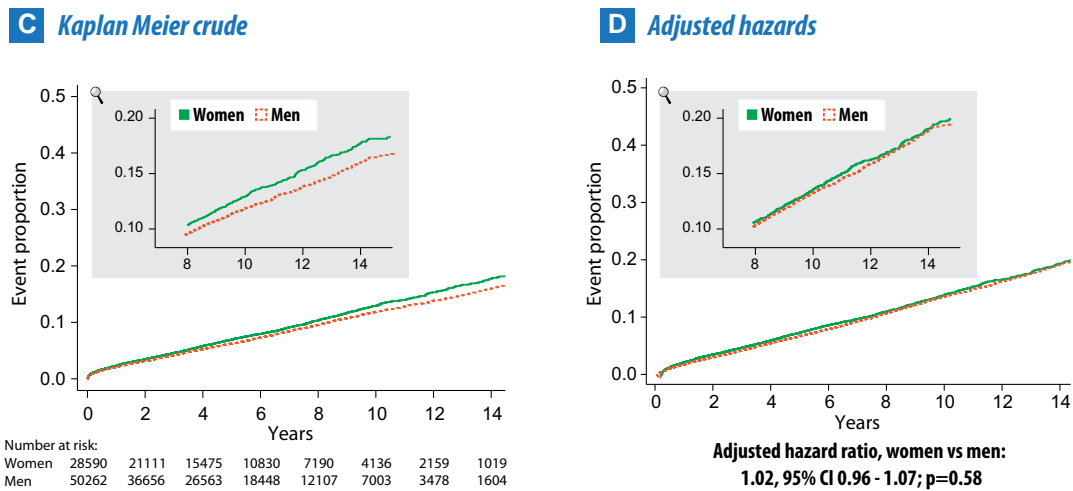 C Kaplan Meier crude
0.5
0.4
0.3
0.2
0.1
0.0
Event proportion
Women Men
0.20
0.15
0.10
8 10 12 14
0 2 4 6 8 10 12 14
Years
Number at risk:
Women 28590 21111 15475 10830 7190 4136 2159 1019
Men 50262 36656 26563 18448 12107 7003 3478 1604
D Adjusted hazards
0.5
0.4
0.3
0.2
0.1
0.0
Event proportion
Women Men
0.20
0.15
0.10
8 10 12 14
0 2 4 6 8 10 12 14
Years
Adjusted hazard ratio, women vs men:
1.02, 95% Cl 0.96 - 1.07; p=0.58